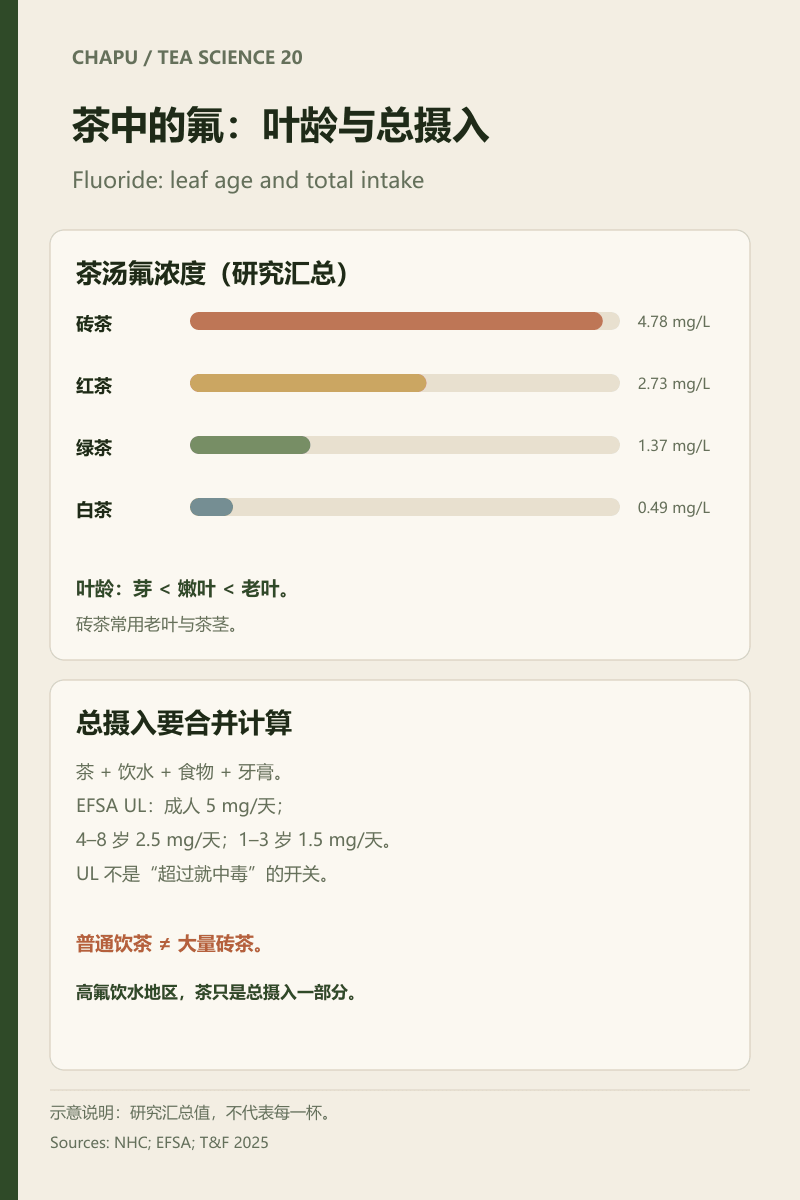 CHAPU / TEA SCIENCE 20
茶中的氟：叶龄与总摄入
Fluoride: leaf age and total intake
茶汤氟浓度（研究汇总）
砖茶 4.78 mg/L
红茶 2.73 mg/L
绿茶 1.37 mg/L
白茶 0.49 mg/L
叶龄：芽 < 嫩叶 < 老叶。
砖茶常用老叶与茶茎。
总摄入要合并计算
茶 + 饮水 + 食物 + 牙膏。
EFSA UL：成人 5 mg/天；
4–8 岁 2.5 mg/天；1–3 岁 1.5 mg/天。
UL 不是“超过就中毒”的开关。
普通饮茶 ≠ 大量砖茶。
高氟饮水地区，茶只是总摄入一部分。
示意说明：研究汇总值，不代表每一杯。
Sources: NHC; EFSA; T&F 2025